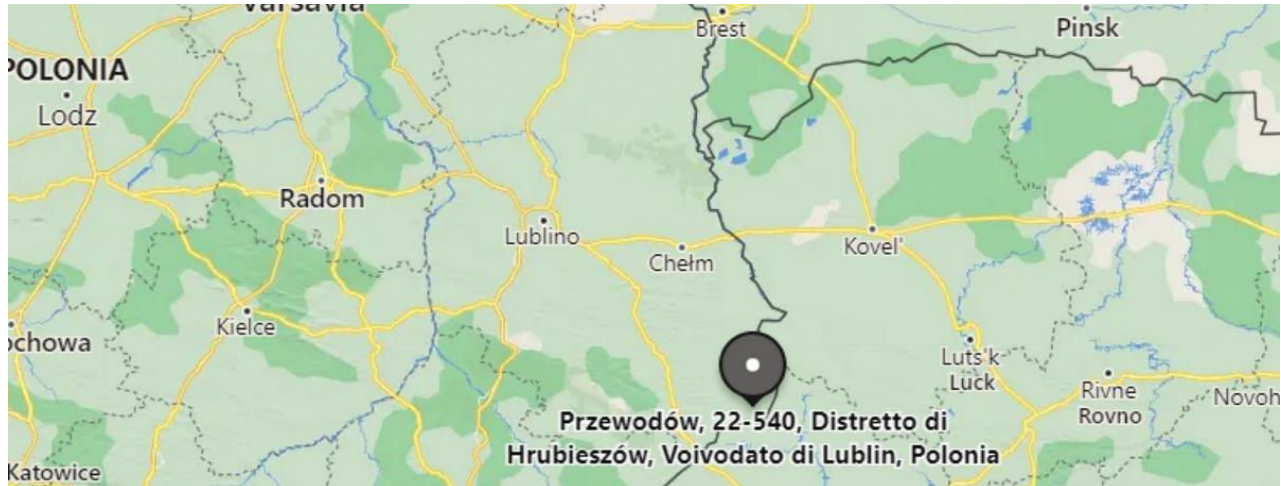 Varsavia
Brest
Pinsk
POLONIA
Lodz
Radom
Lublino
Chełm
Kovel'
Kielce
ochowa
Luts'k
Luck
Rivne
Rovno
Novoh
Przewodów, 22-540, Distretto di
Hrubieszów, Voivodato di Lublin, Polonia
Katowice